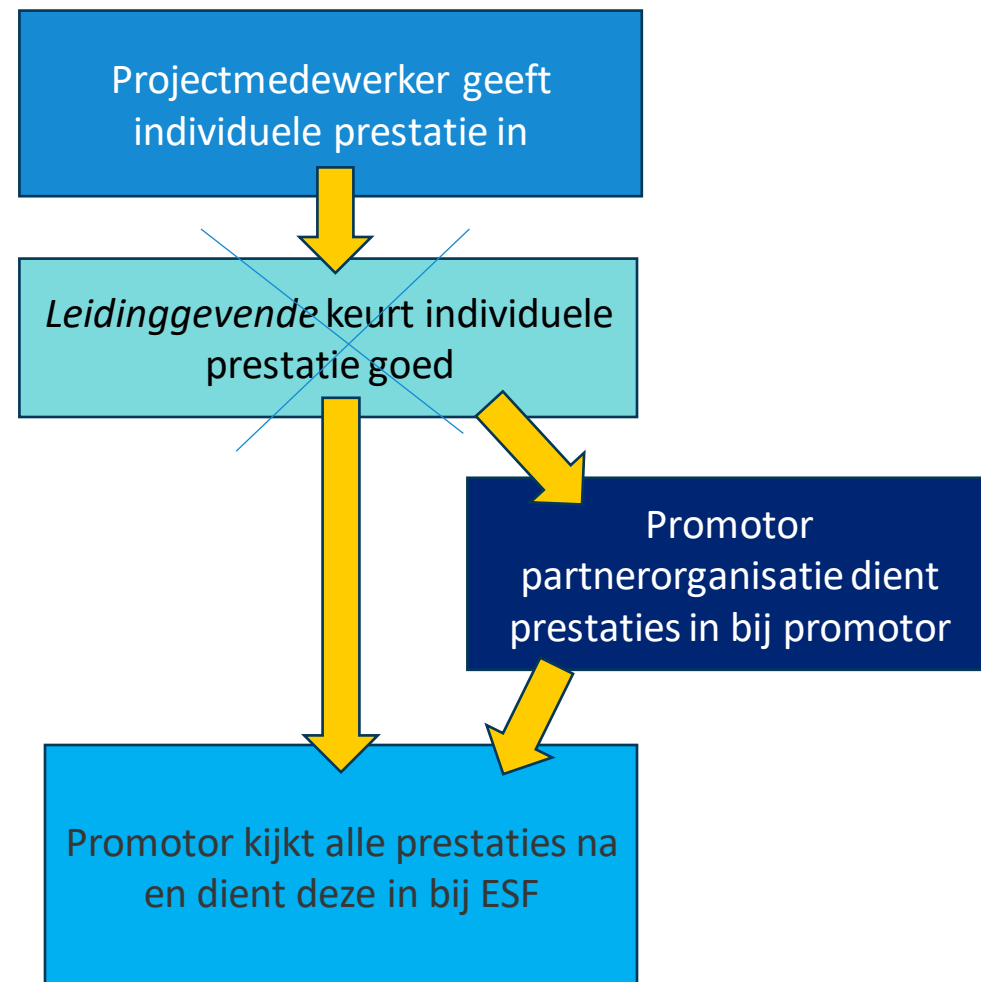 Projectmedewerker geeft
individuele prestatie in
Leidinggevende keurt individuele
prestatie goed
Promotor
partnerorganisatie dient
prestaties in bij promotor
Promotor kijkt alle prestaties na
en dient deze in bij ESF